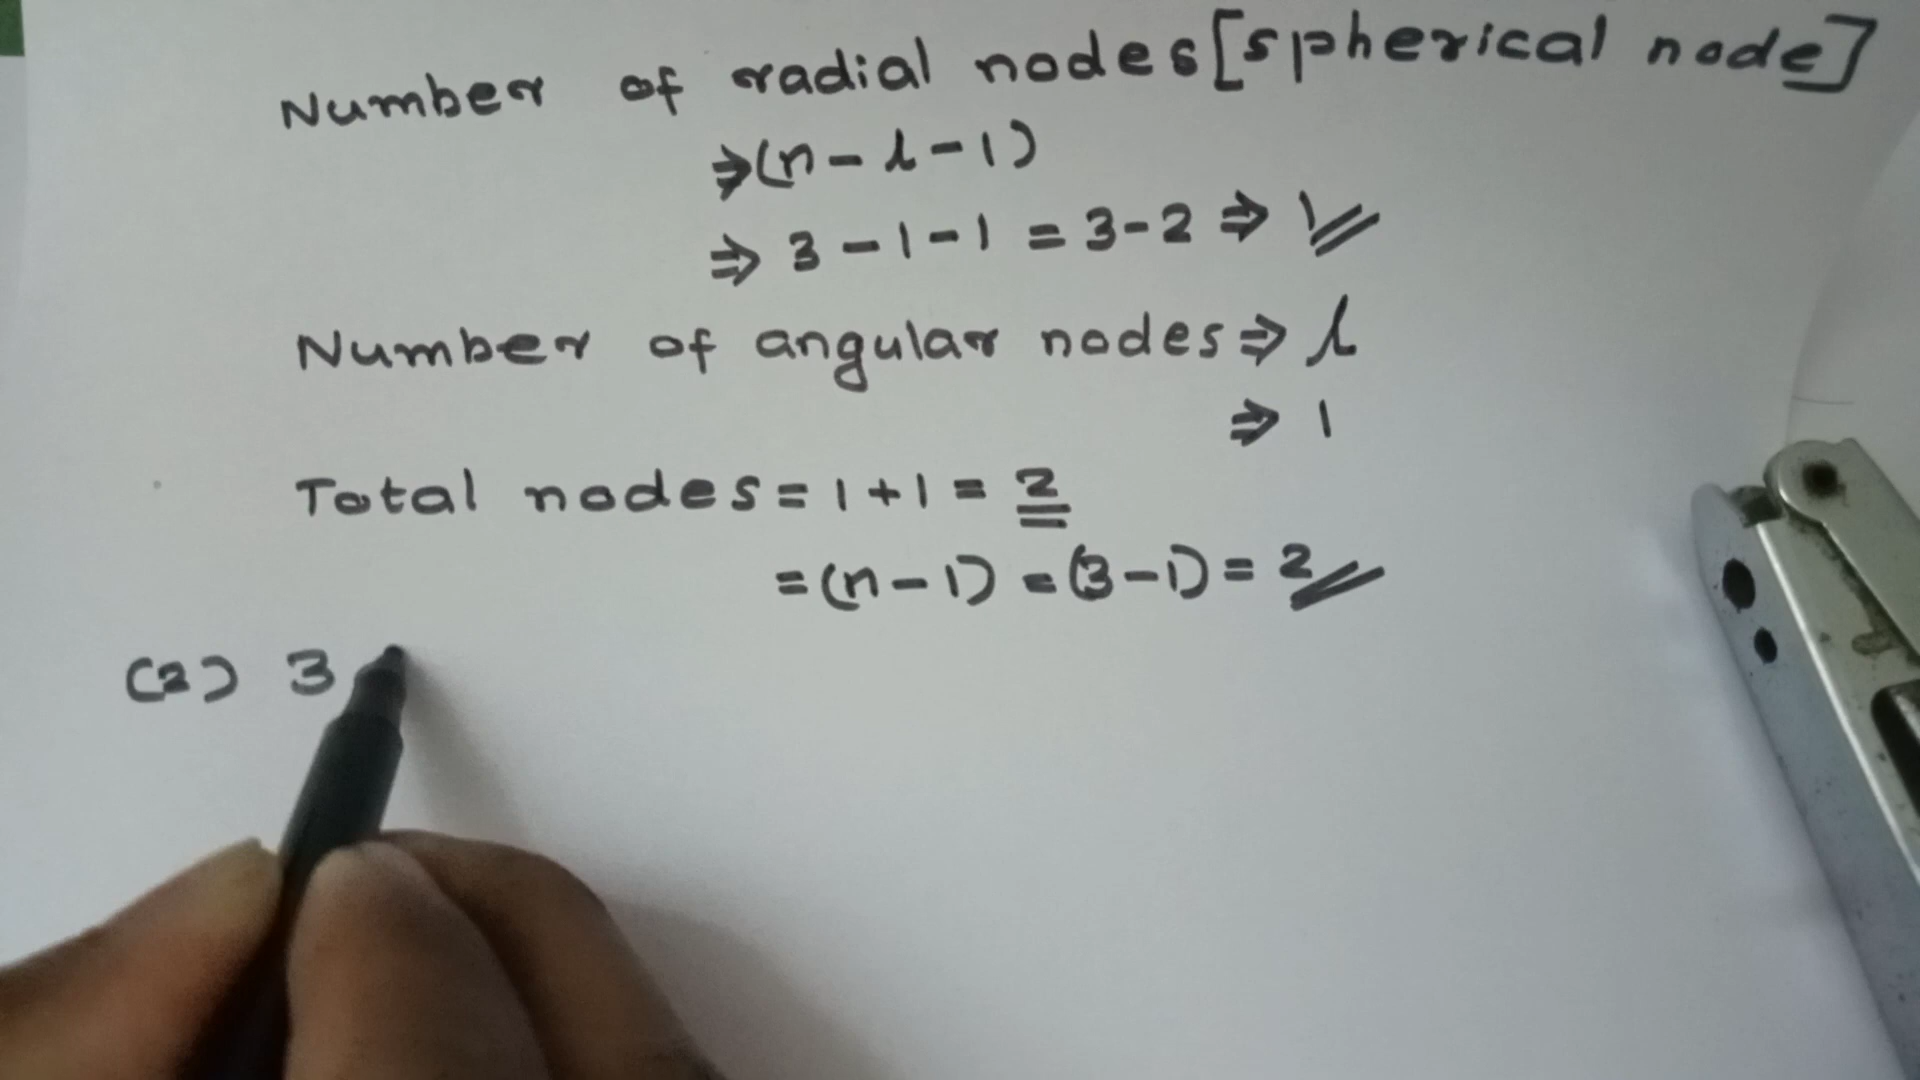 Number of radial nodes [spherical node]
⇒ (n - l - 1)
⇒ 3 - 1 - 1 = 3 - 2 ⇒ 1
Number of angular nodes ⇒ l
⇒ 1
Total nodes = 1 + 1 = 2
= (n - 1) = (3 - 1) = 2
(2) 3